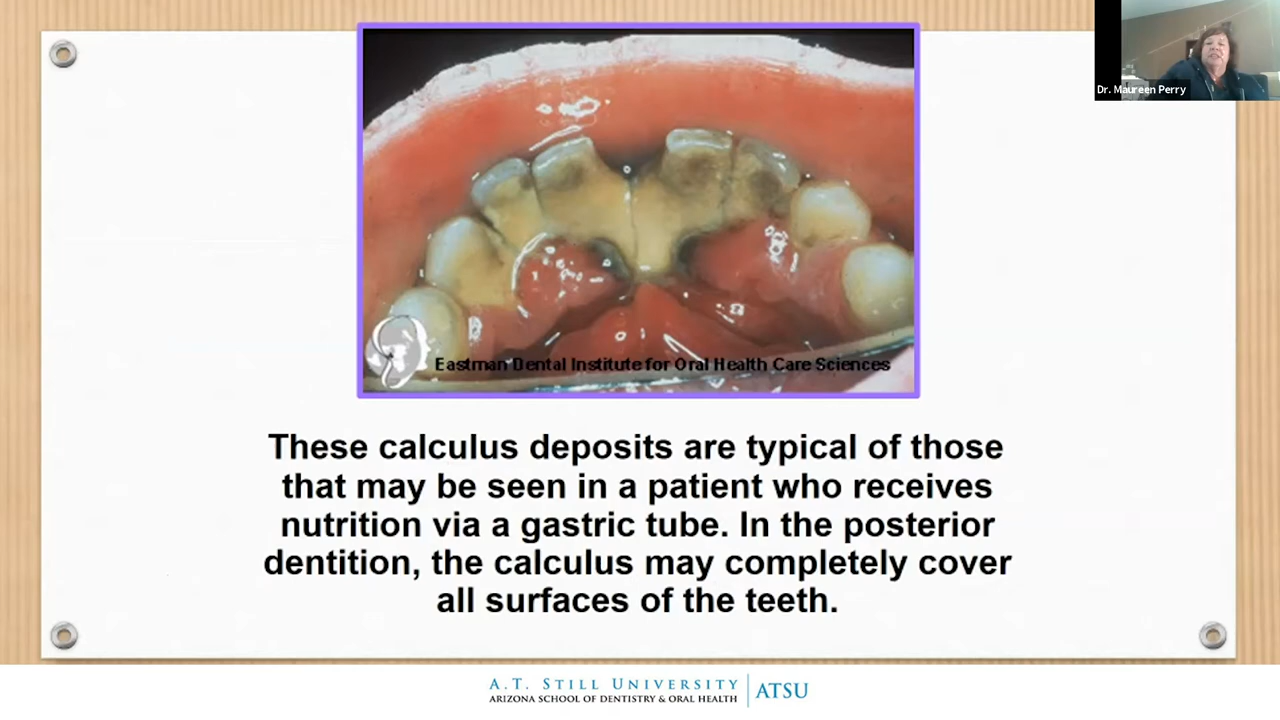 Dr. Maureen Perry
Eastman Dental Institute for Oral Health Care Sciences
These calculus deposits are typical of those
that may be seen in a patient who receives
nutrition via a gastric tube. In the posterior
dentition, the calculus may completely cover
all surfaces of the teeth.
A.T. STILL UNIVERSITY
ARIZONA SCHOOL OF DENTISTRY & ORAL HEALTH
ATSU